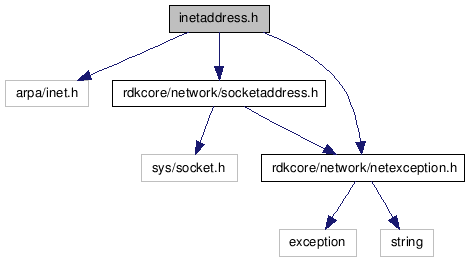 inetaddress.h
arpa/inet.h
rdkcore/network/socketaddress.h
sys/socket.h
rdkcore/network/netexception.h
exception
string